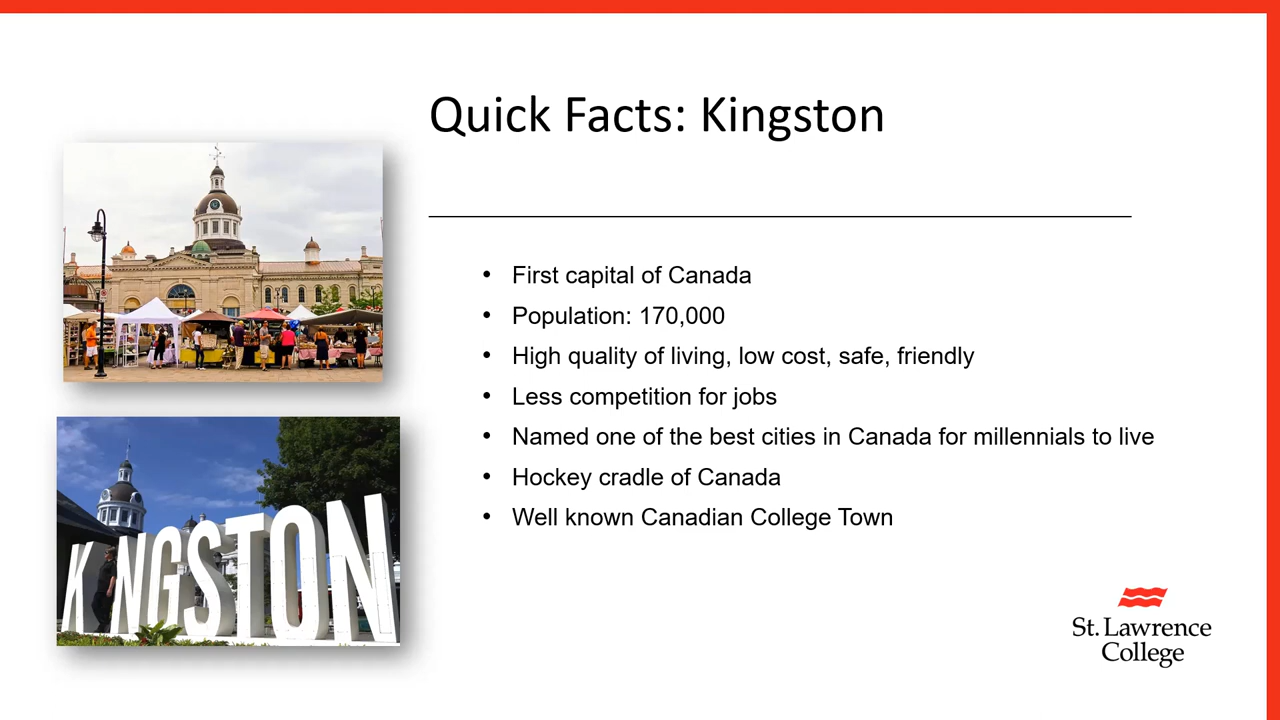 Quick Facts: Kingston
• First capital of Canada
• Population: 170,000
• High quality of living, low cost, safe, friendly
• Less competition for jobs
• Named one of the best cities in Canada for millennials to live
• Hockey cradle of Canada
• Well known Canadian College Town
K NGSTON
St. Lawrence
College